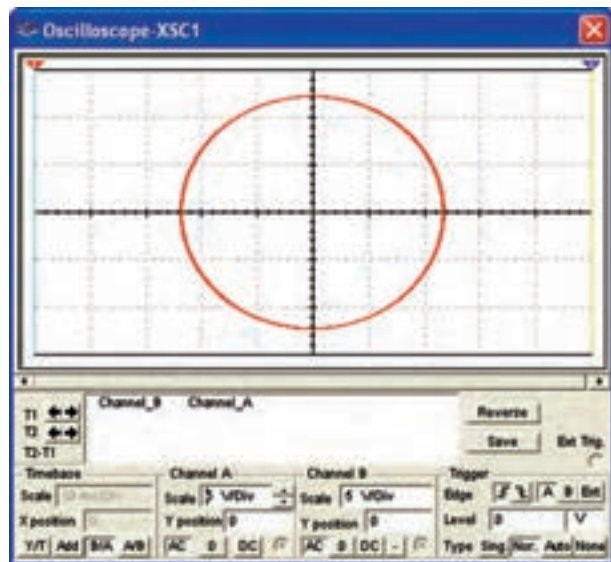 Oscilloscope-XSC1
Channel_B Channel_A
T1
T2
T2-T1
Reverse
Save
Ext Trig.
Timebase
Channel A
Channel B
Trigger
Scale
Scale 5 V/Div
Scale 5 V/Div
Edge A B Ext
X position
Y position 0
Y position 0
Level 0 V
Y/T Add B/A A/B
AC 0 DC
AC 0 DC -
Type Sing. Nor. Auto None